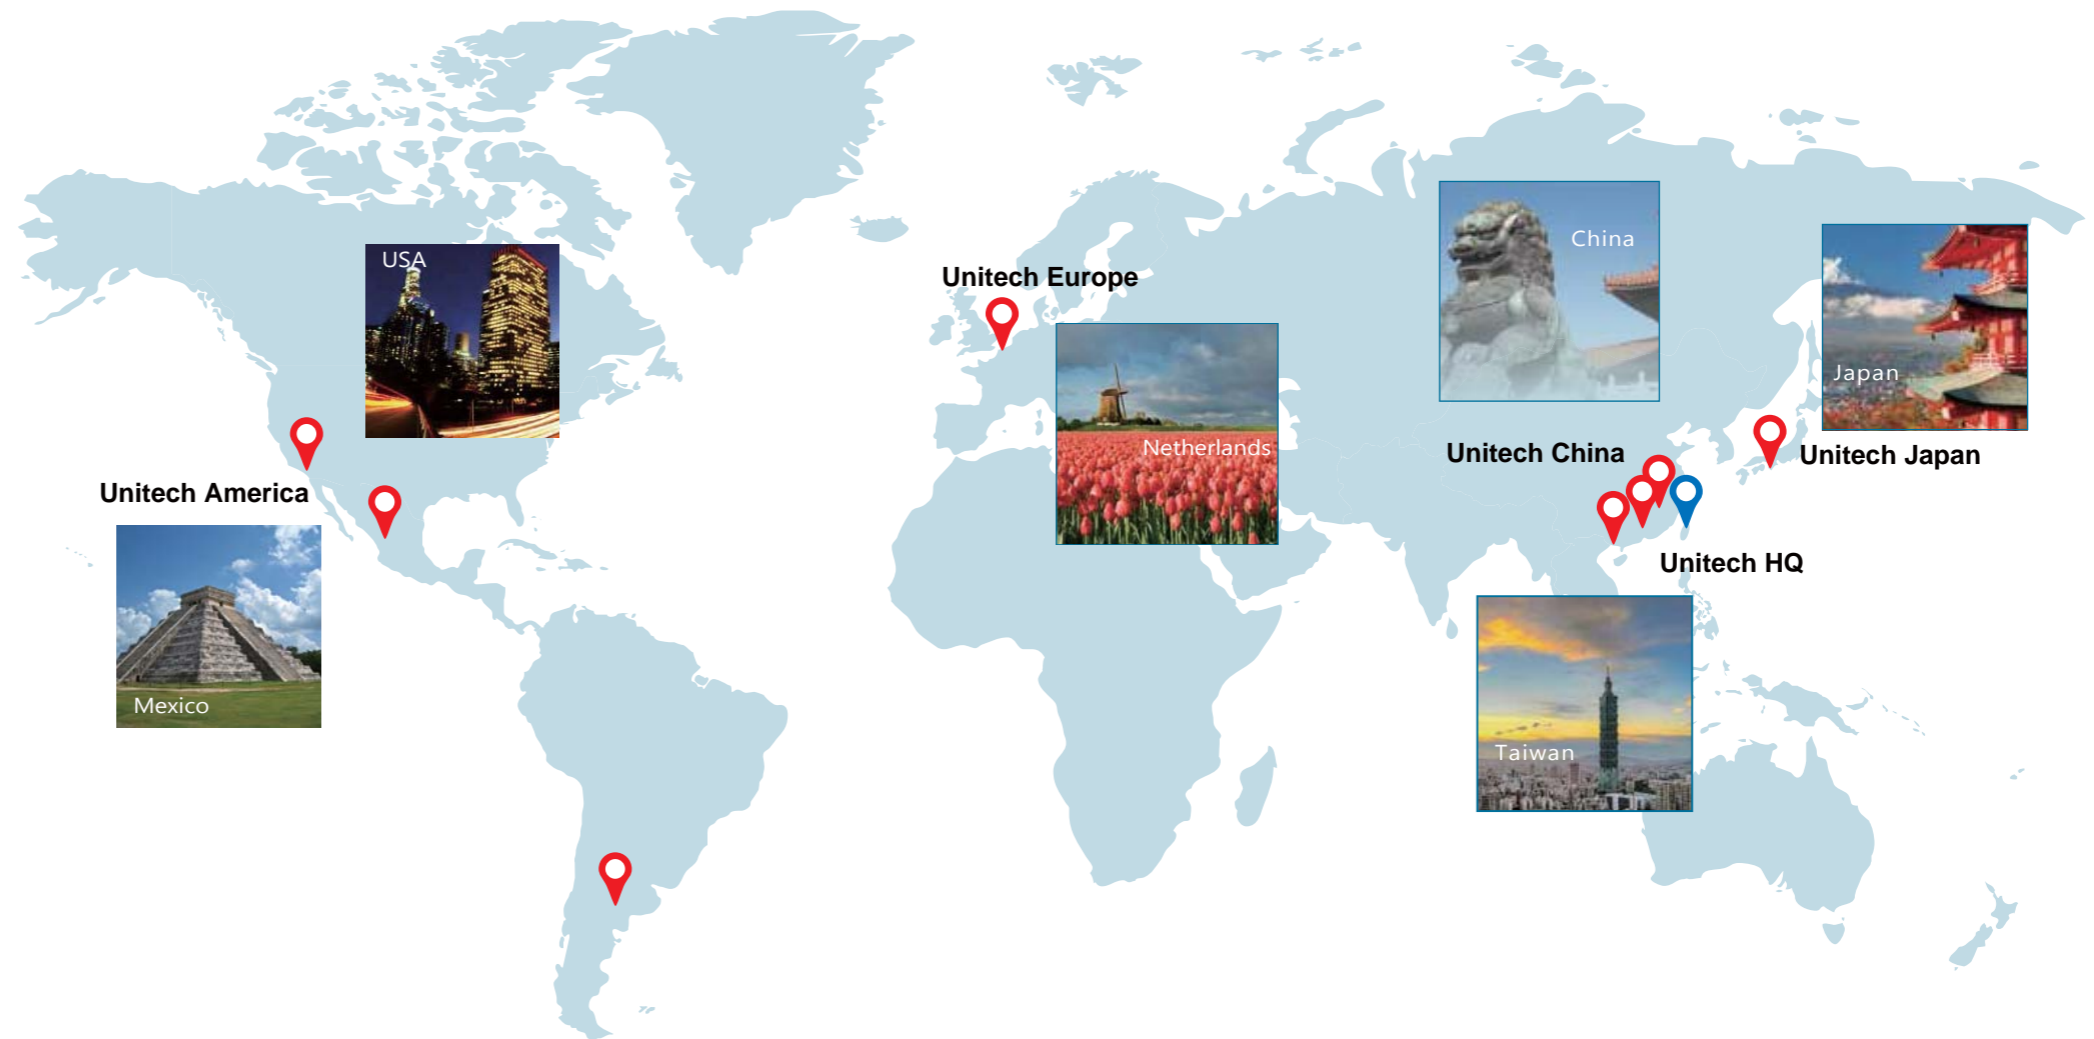 China
Japan
USA
Unitech Europe
Netherlands
Unitech China
Unitech Japan
Unitech America
Unitech HQ
Mexico
Taiwan